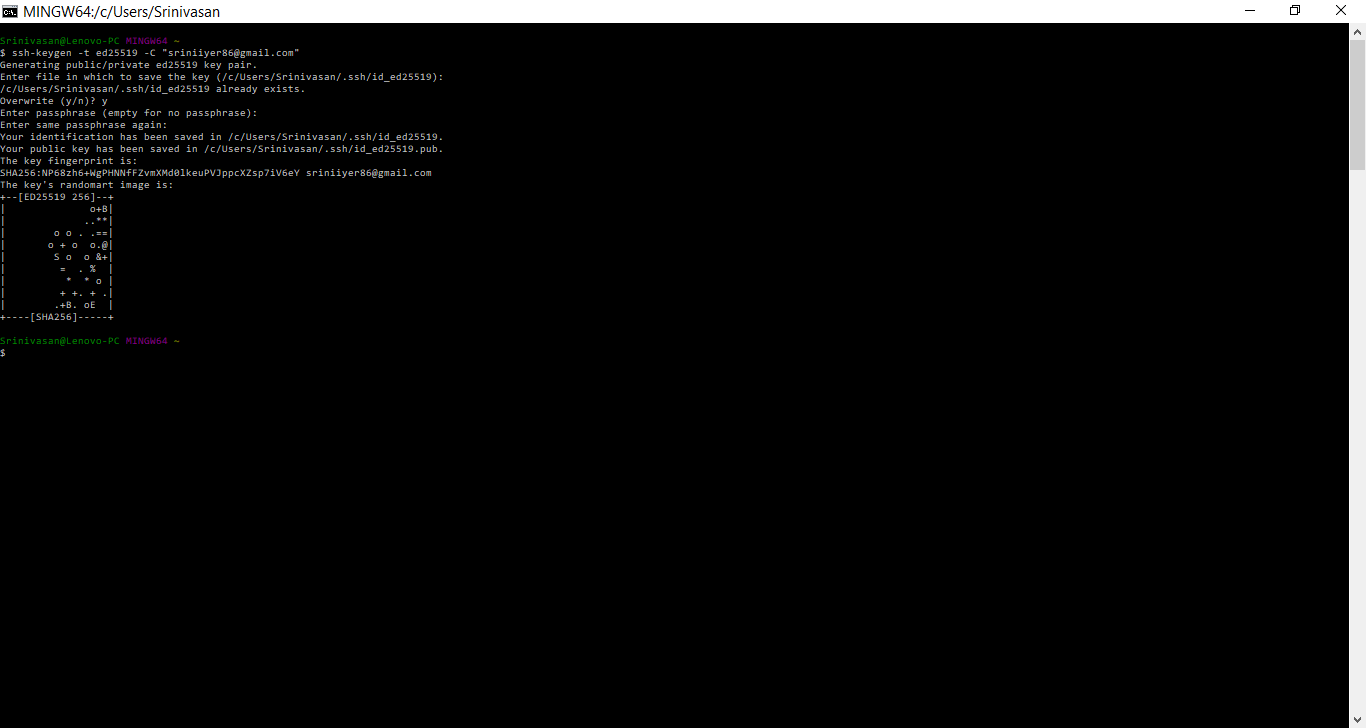 MINGW64:/c/Users/Srinivasan
Srinivasan@Lenovo-PC MINGW64 ~
$ ssh-keygen -t ed25519 -C "sriniiyer86@gmail.com"
Generating public/private ed25519 key pair.
Enter file in which to save the key (/c/Users/Srinivasan/.ssh/id_ed25519):
/c/Users/Srinivasan/.ssh/id_ed25519 already exists.
Overwrite (y/n)? y
Enter passphrase (empty for no passphrase):
Enter same passphrase again:
Your identification has been saved in /c/Users/Srinivasan/.ssh/id_ed25519.
Your public key has been saved in /c/Users/Srinivasan/.ssh/id_ed25519.pub.
The key fingerprint is:
SHA256:NP68zh6+WgPHNNfFZvmXMd0lkeuPVJppcXZsp7iV6eY sriniiyer86@gmail.com
The key's randomart image is:
+--[ED25519 256]--+
|              o+B|
|             ..**|
|        o o . .==|
|       o + o  o.@|
|        S o  o &+|
|         =  . %  |
|          *  * o |
|         + +. + .|
|        .+B. oE  |
+----[SHA256]-----+
Srinivasan@Lenovo-PC MINGW64 ~
$